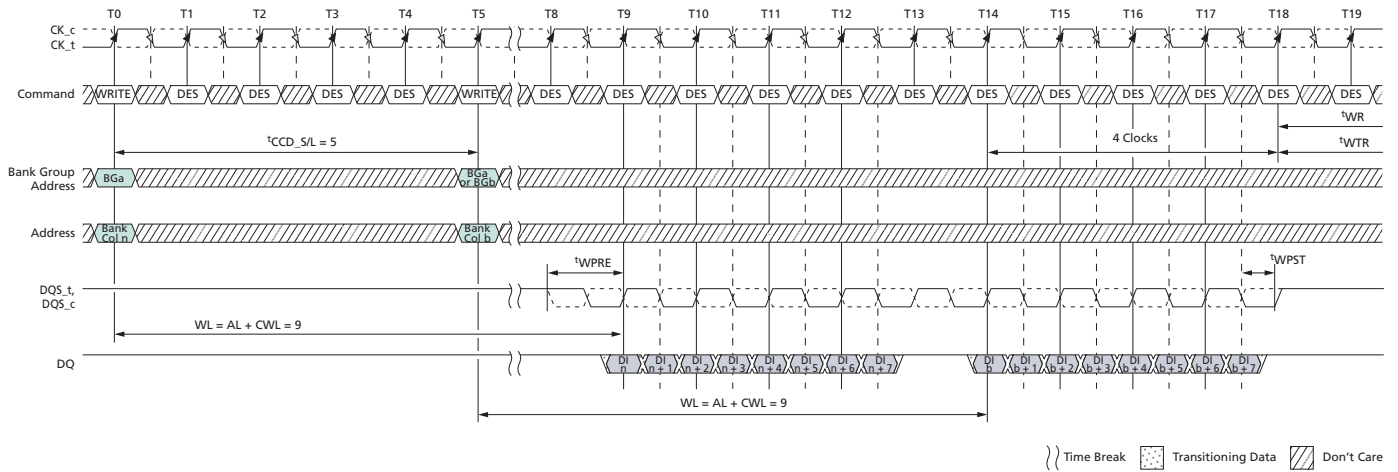 T0 T1 T2 T3 T4 T5 T8 T9 T10 T11 T12 T13 T14 T15 T16 T17 T18 T19
CK_c
CK_t
Command WRITE DES DES DES DES WRITE DES DES DES DES DES DES DES DES DES DES DES DES
tWR
tCCD_S/L = 5 4 Clocks tWTR
Bank Group Address BGa BGa or BGb
Address Bank Col n Bank Col b
tWPRE tWPST
DQS_t,
DQS_c
WL = AL + CWL = 9
DQ DI n DI n + 1 DI n + 2 DI n + 3 DI n + 4 DI n + 5 DI n + 6 DI n + 7 DI b DI b + 1 DI b + 2 DI b + 3 DI b + 4 DI b + 5 DI b + 6 DI b + 7
WL = AL + CWL = 9
Time Break Transitioning Data Don't Care